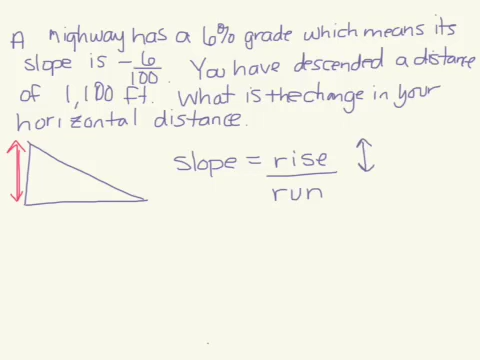 A highway has a 6% grade which means its
slope is -6/100. You have descended a distance
of 1,100 ft. What is the change in your
horizontal distance.
slope = rise
run